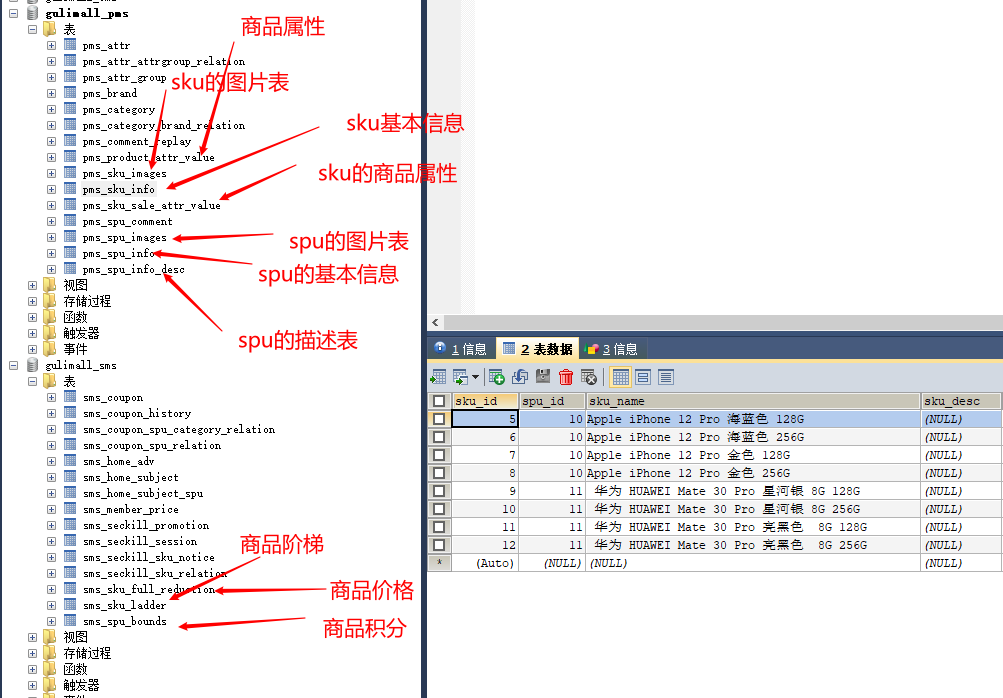 gulimall_pms
表
商品属性
pms_attr
pms_attr_attrgroup_relation
pms_attr_group
sku的图片表
pms_brand
pms_category
pms_category_brand_relation
sku基本信息
pms_comment_replay
pms_product_attr_value
pms_sku_images
sku的商品属性
pms_sku_info
pms_sku_sale_attr_value
pms_spu_comment
pms_spu_images
spu的图片表
pms_spu_info
spu的基本信息
pms_spu_info_desc
视图
存储过程
函数
触发器
spu的描述表
事件
gulimall_sms
表
sms_coupon
sms_coupon_history
sms_coupon_spu_category_relation
sms_coupon_spu_relation
sms_home_adv
sms_home_subject
sms_home_subject_spu
sms_member_price
sms_seckill_promotion
sms_seckill_session
商品阶梯
sms_seckill_sku_notice
sms_seckill_sku_relation
sms_sku_full_reduction
商品价格
sms_sku_ladder
sms_spu_bounds
商品积分
视图
存储过程
函数
触发器
1 信息 2 表数据 3 信息
sku_id spu_id sku_name sku_desc
5 10 Apple iPhone 12 Pro 海蓝色 128G (NULL)
6 10 Apple iPhone 12 Pro 海蓝色 256G (NULL)
7 10 Apple iPhone 12 Pro 金色 128G (NULL)
8 10 Apple iPhone 12 Pro 金色 256G (NULL)
9 11 华为 HUAWEI Mate 30 Pro 星河银 8G 128G (NULL)
10 11 华为 HUAWEI Mate 30 Pro 星河银 8G 256G (NULL)
11 11 华为 HUAWEI Mate 30 Pro 亮黑色 8G 128G (NULL)
12 11 华为 HUAWEI Mate 30 Pro 亮黑色 8G 256G (NULL)
* (Auto) (NULL) (NULL) (NULL)